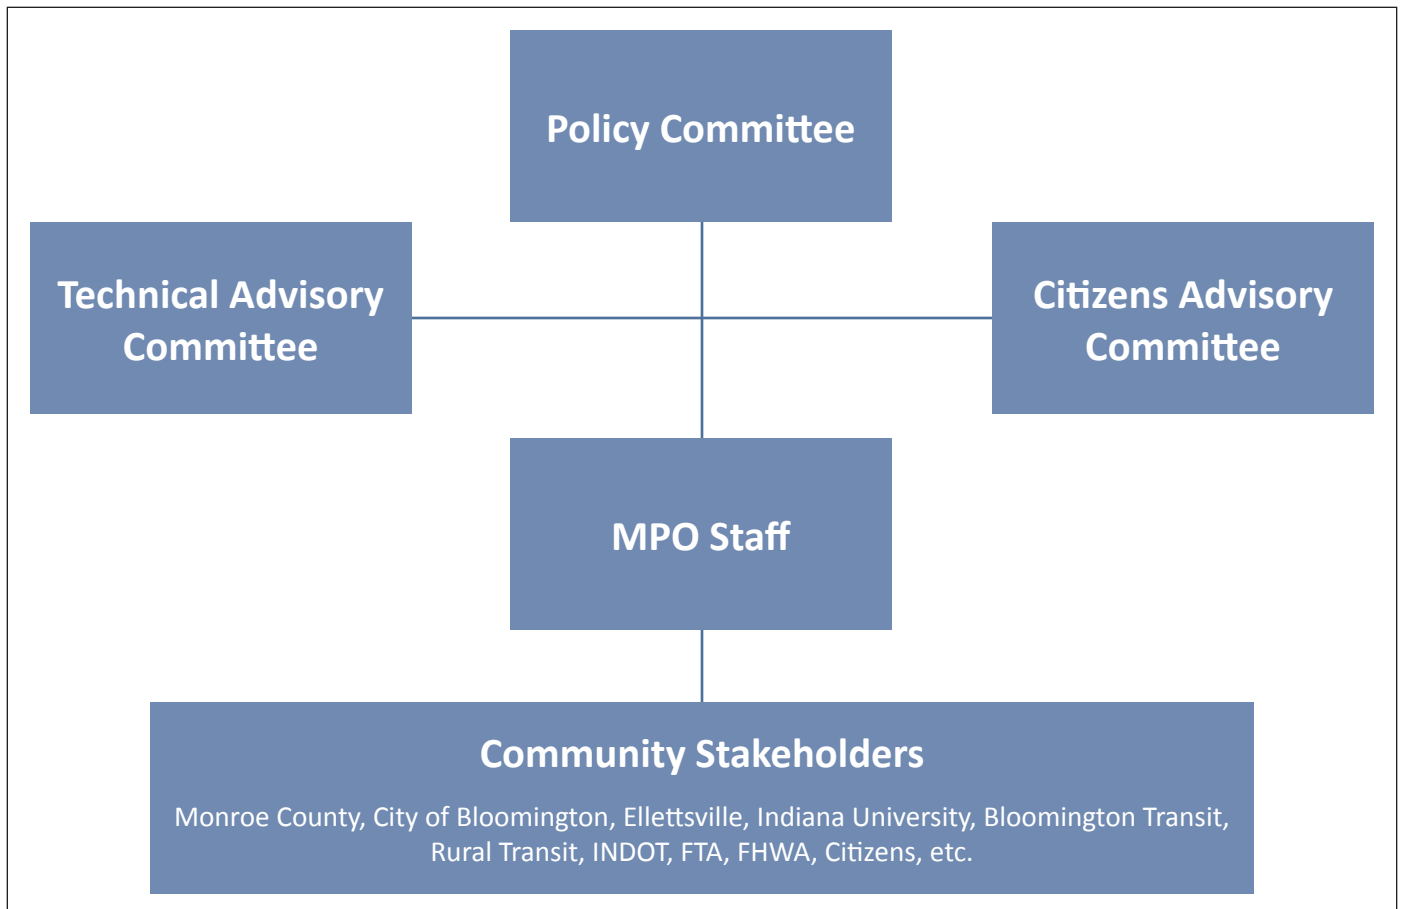 Policy Committee
Technical Advisory
Committee
Citizens Advisory
Committee
MPO Staff
Community Stakeholders
Monroe County, City of Bloomington, Ellettsville, Indiana University, Bloomington Transit,
Rural Transit, INDOT, FTA, FHWA, Citizens, etc.